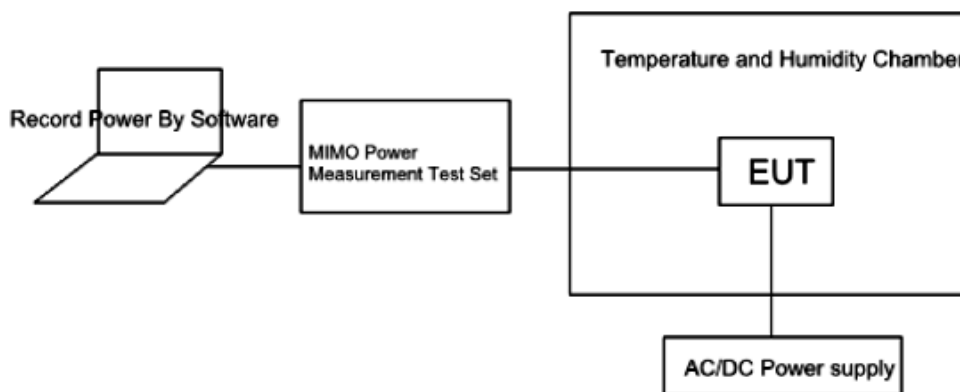 Record Power By Software
MIMO Power
Measurement Test Set
Temperature and Humidity Chamber
EUT
AC/DC Power supply